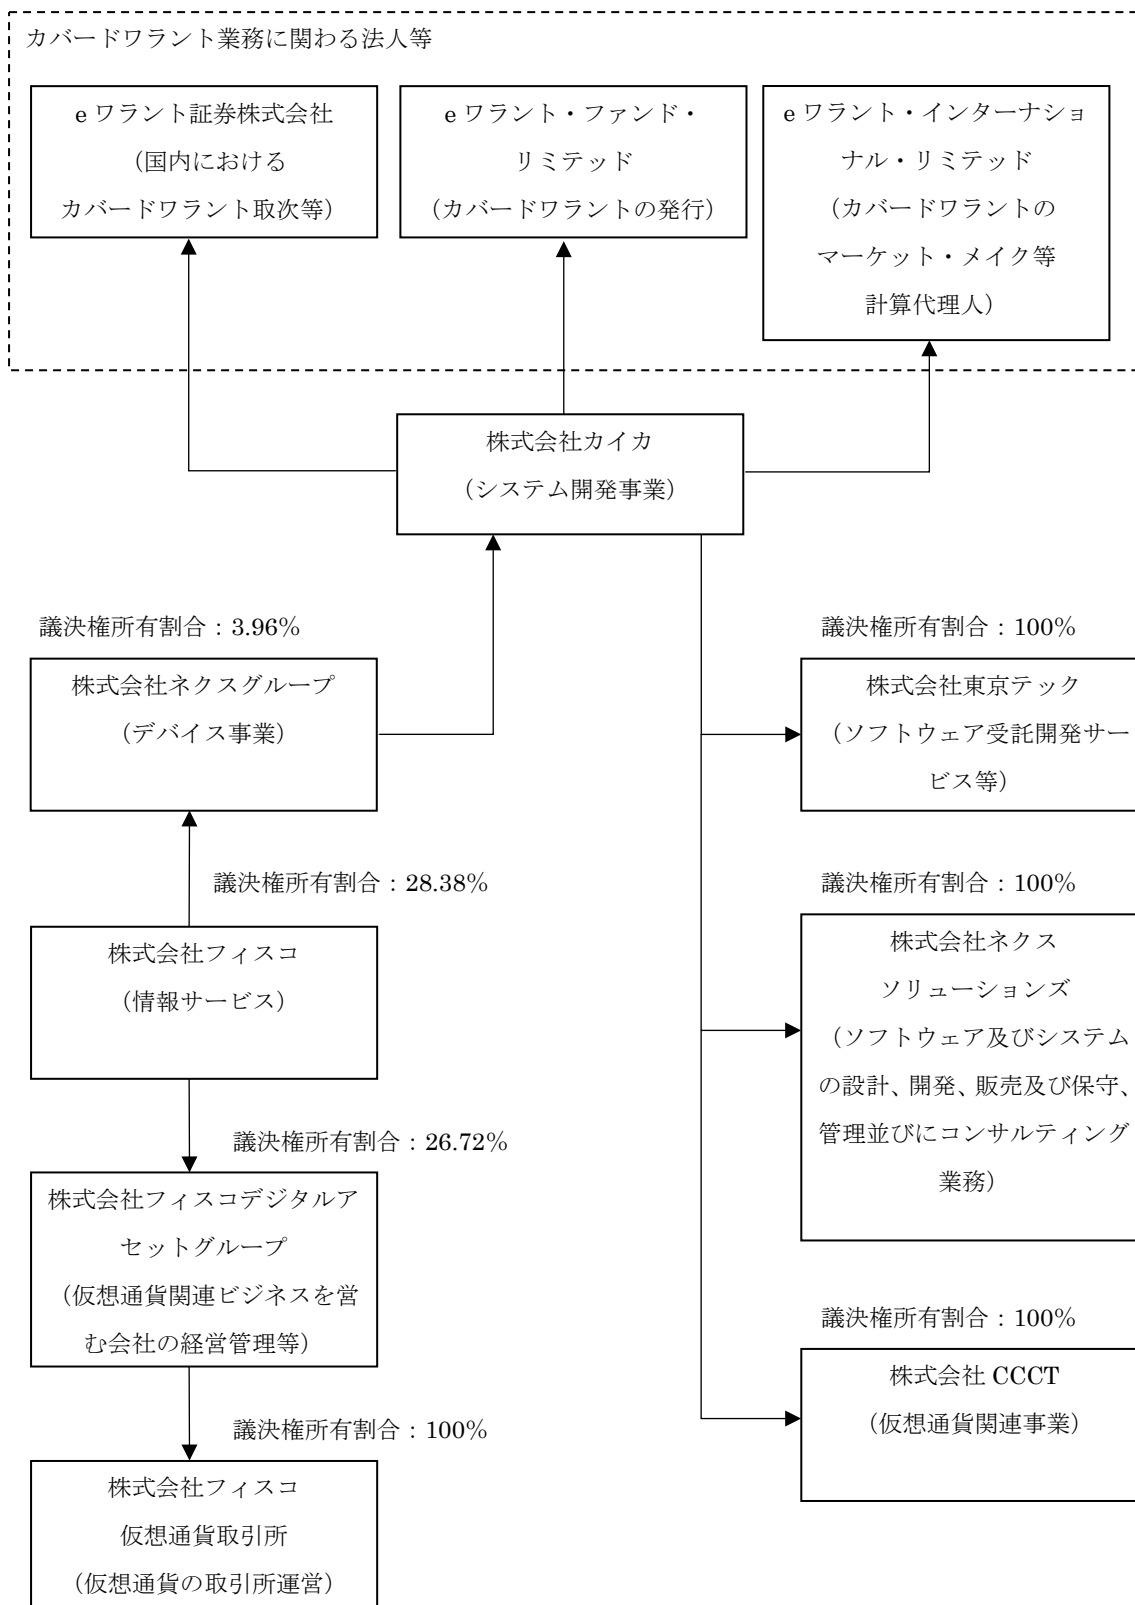 カバードワラント業務に関わる法人等
e ワラント証券株式会社
（国内における
カバードワラント取次等）
e ワラント・ファンド・
リミテッド
（カバードワラントの発行）
e ワラント・インターナショ
ナル・リミテッド
（カバードワラントの
マーケット・メイク等
計算代理人）
株式会社カイカ
（システム開発事業）
議決権所有割合：3.96%
株式会社ネクスグループ
（デバイス事業）
議決権所有割合：28.38%
株式会社フィスコ
（情報サービス）
議決権所有割合：26.72%
株式会社フィスコデジタルア
セットグループ
（仮想通貨関連ビジネスを営
む会社の経営管理等）
議決権所有割合：100%
株式会社フィスコ
仮想通貨取引所
（仮想通貨の取引所運営）
議決権所有割合：100%
株式会社東京テック
（ソフトウェア受託開発サー
ビス等）
議決権所有割合：100%
株式会社ネクス
ソリューションズ
（ソフトウェア及びシステム
の設計、開発、販売及び保守、
管理並びにコンサルティング
業務）
議決権所有割合：100%
株式会社 CCCT
（仮想通貨関連事業）